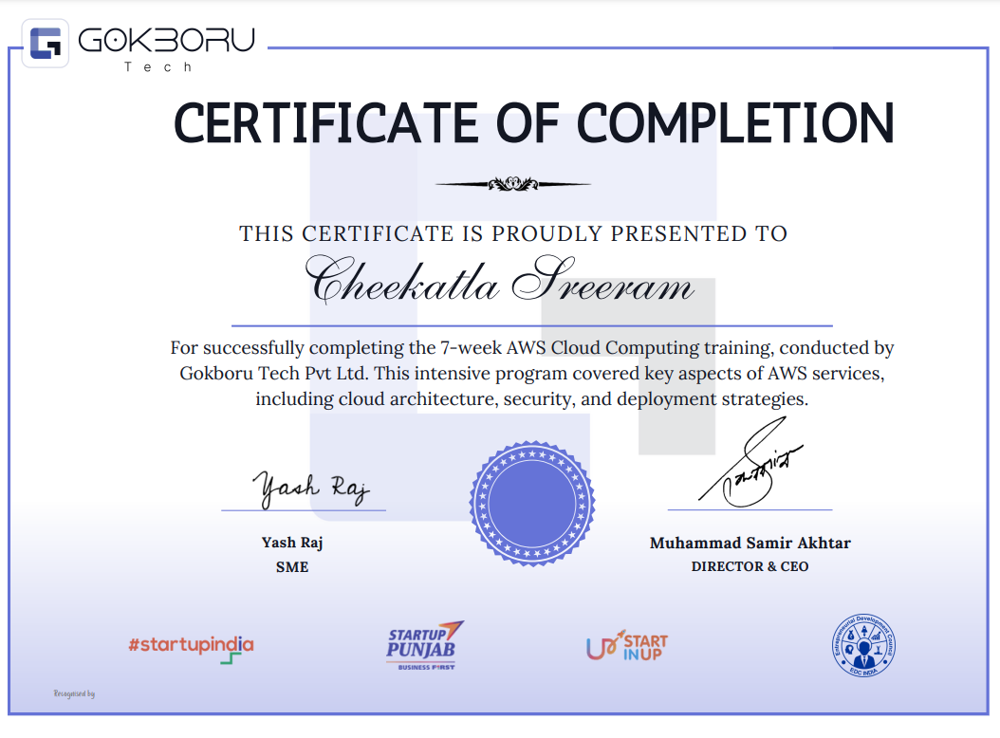 GOKBORU
Tech
CERTIFICATE OF COMPLETION
THIS CERTIFICATE IS PROUDLY PRESENTED TO
Cheekatla Sreeram
For successfully completing the 7-week AWS Cloud Computing training, conducted by
Gokboru Tech Pvt Ltd. This intensive program covered key aspects of AWS services,
including cloud architecture, security, and deployment strategies.
Yash Raj
Yash Raj
SME
Muhammad Samir Akhtar
DIRECTOR & CEO
#startupindia
STARTUP
PUNJAB
BUSINESS FIRST
UP
START
IN UP
Entrepreneurial Development Council
EDC INDIA
Recognised by